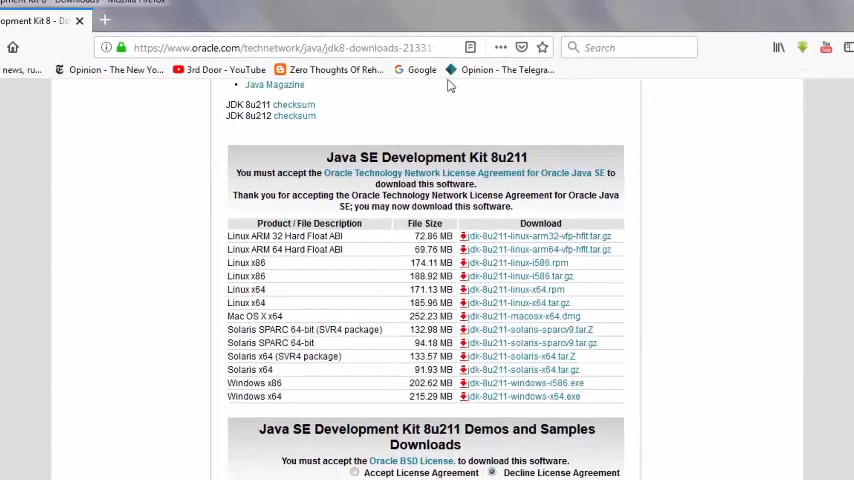 opment Kit 8 - Downloads - Mozilla Firefox
opment Kit 8 - De
https://www.oracle.com/technetwork/java/jdk8-downloads-21331
Search
news, ru...
Opinion - The New Yo...
3rd Door - YouTube
Zero Thoughts Of Reh...
Google
Opinion - The Telegra...
Java Magazine
JDK 8u211 checksum
JDK 8u212 checksum
Java SE Development Kit 8u211
You must accept the Oracle Technology Network License Agreement for Oracle Java SE to
download this software.
Thank you for accepting the Oracle Technology Network License Agreement for Oracle Java
SE; you may now download this software.
Product / File Description File Size Download
Linux ARM 32 Hard Float ABI 72.86 MB jdk-8u211-linux-arm32-vfp-hflt.tar.gz
Linux ARM 64 Hard Float ABI 69.76 MB jdk-8u211-linux-arm64-vfp-hflt.tar.gz
Linux x86 174.11 MB jdk-8u211-linux-i586.rpm
Linux x86 188.92 MB jdk-8u211-linux-i586.tar.gz
Linux x64 171.13 MB jdk-8u211-linux-x64.rpm
Linux x64 185.96 MB jdk-8u211-linux-x64.tar.gz
Mac OS X x64 252.23 MB jdk-8u211-macosx-x64.dmg
Solaris SPARC 64-bit (SVR4 package) 132.98 MB jdk-8u211-solaris-sparcv9.tar.Z
Solaris SPARC 64-bit 94.18 MB jdk-8u211-solaris-sparcv9.tar.gz
Solaris x64 (SVR4 package) 133.57 MB jdk-8u211-solaris-x64.tar.Z
Solaris x64 91.93 MB jdk-8u211-solaris-x64.tar.gz
Windows x86 202.62 MB jdk-8u211-windows-i586.exe
Windows x64 215.29 MB jdk-8u211-windows-x64.exe
Java SE Development Kit 8u211 Demos and Samples
Downloads
You must accept the Oracle BSD License. to download this software.
Accept License Agreement Decline License Agreement